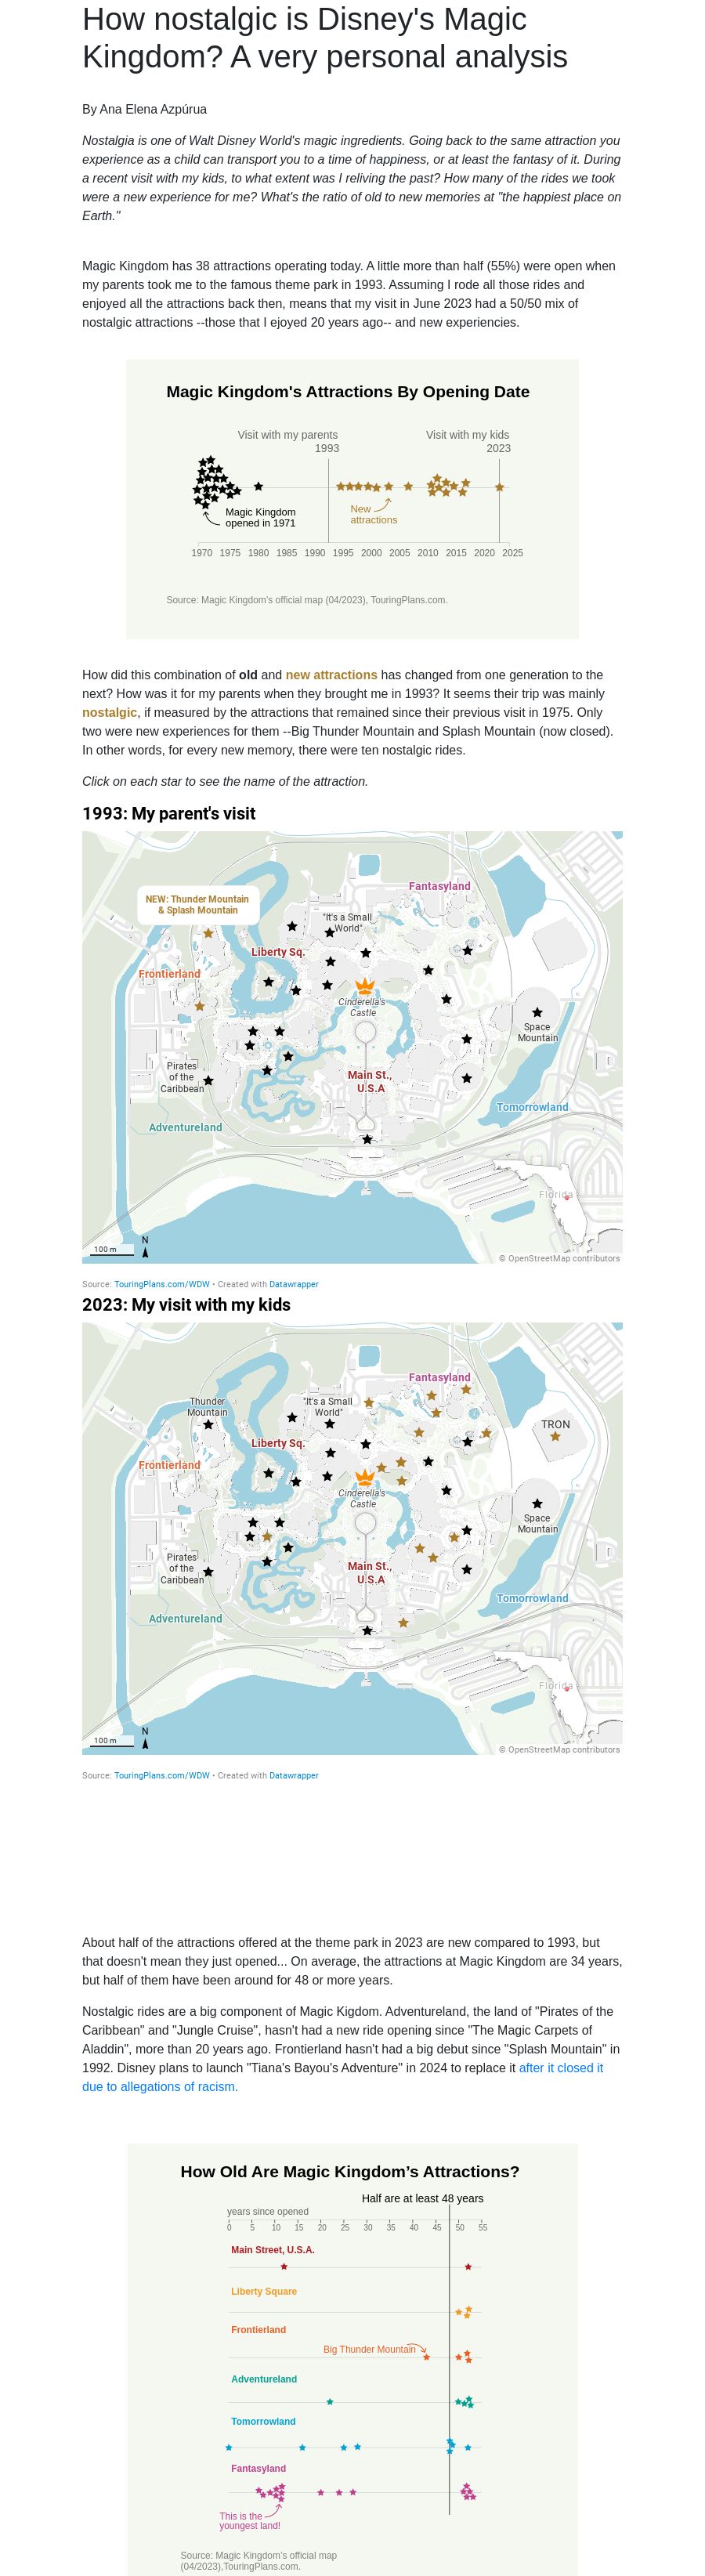 How nostalgic is Disney's Magic
Kingdom? A very personal analysis
By Ana Elena Azpúrua
Nostalgia is one of Walt Disney World's magic ingredients. Going back to the same attraction you
experience as a child can transport you to a time of happiness, or at least the fantasy of it. During
a recent visit with my kids, to what extent was I reliving the past? How many of the rides we took
were a new experience for me? What's the ratio of old to new memories at "the happiest place on
Earth."
Magic Kingdom has 38 attractions operating today. A little more than half (55%) were open when
my parents took me to the famous theme park in 1993. Assuming I rode all those rides and
enjoyed all the attractions back then, means that my visit in June 2023 had a 50/50 mix of
nostalgic attractions --those that I ejoyed 20 years ago-- and new experiencies.
Magic Kingdom's Attractions By Opening Date
Visit with my parents
1993
Visit with my kids
2023
Magic Kingdom
opened in 1971
New
attractions
1970 1975 1980 1985 1990 1995 2000 2005 2010 2015 2020 2025
Source: Magic Kingdom's official map (04/2023), TouringPlans.com.
How did this combination of old and new attractions has changed from one generation to the
next? How was it for my parents when they brought me in 1993? It seems their trip was mainly
nostalgic, if measured by the attractions that remained since their previous visit in 1975. Only
two were new experiences for them --Big Thunder Mountain and Splash Mountain (now closed).
In other words, for every new memory, there were ten nostalgic rides.
Click on each star to see the name of the attraction.
1993: My parent's visit
Fantasyland
NEW: Thunder Mountain
& Splash Mountain
"It's a Small
World"
Liberty Sq.
Frontierland
Cinderella's
Castle
Space
Mountain
Pirates
of the
Caribbean
Main St.,
U.S.A
Tomorrowland
Adventureland
Florida
N
100 m
© OpenStreetMap contributors
Source: TouringPlans.com/WDW • Created with Datawrapper
2023: My visit with my kids
Fantasyland
Thunder
Mountain
"It's a Small
World"
TRON
Liberty Sq.
Frontierland
Cinderella's
Castle
Space
Mountain
Pirates
of the
Caribbean
Main St.,
U.S.A
Tomorrowland
Adventureland
Florida
N
100 m
© OpenStreetMap contributors
Source: TouringPlans.com/WDW • Created with Datawrapper
About half of the attractions offered at the theme park in 2023 are new compared to 1993, but
that doesn't mean they just opened... On average, the attractions at Magic Kingdom are 34 years,
but half of them have been around for 48 or more years.
Nostalgic rides are a big component of Magic Kigdom. Adventureland, the land of "Pirates of the
Caribbean" and "Jungle Cruise", hasn't had a new ride opening since "The Magic Carpets of
Aladdin", more than 20 years ago. Frontierland hasn't had a big debut since "Splash Mountain" in
1992. Disney plans to launch "Tiana's Bayou's Adventure" in 2024 to replace it after it closed it
due to allegations of racism.
How Old Are Magic Kingdom's Attractions?
Half are at least 48 years
years since opened
0 5 10 15 20 25 30 35 40 45 50 55
Main Street, U.S.A.
Liberty Square
Frontierland
Big Thunder Mountain
Adventureland
Tomorrowland
Fantasyland
This is the
youngest land!
Source: Magic Kingdom's official map
(04/2023),TouringPlans.com.